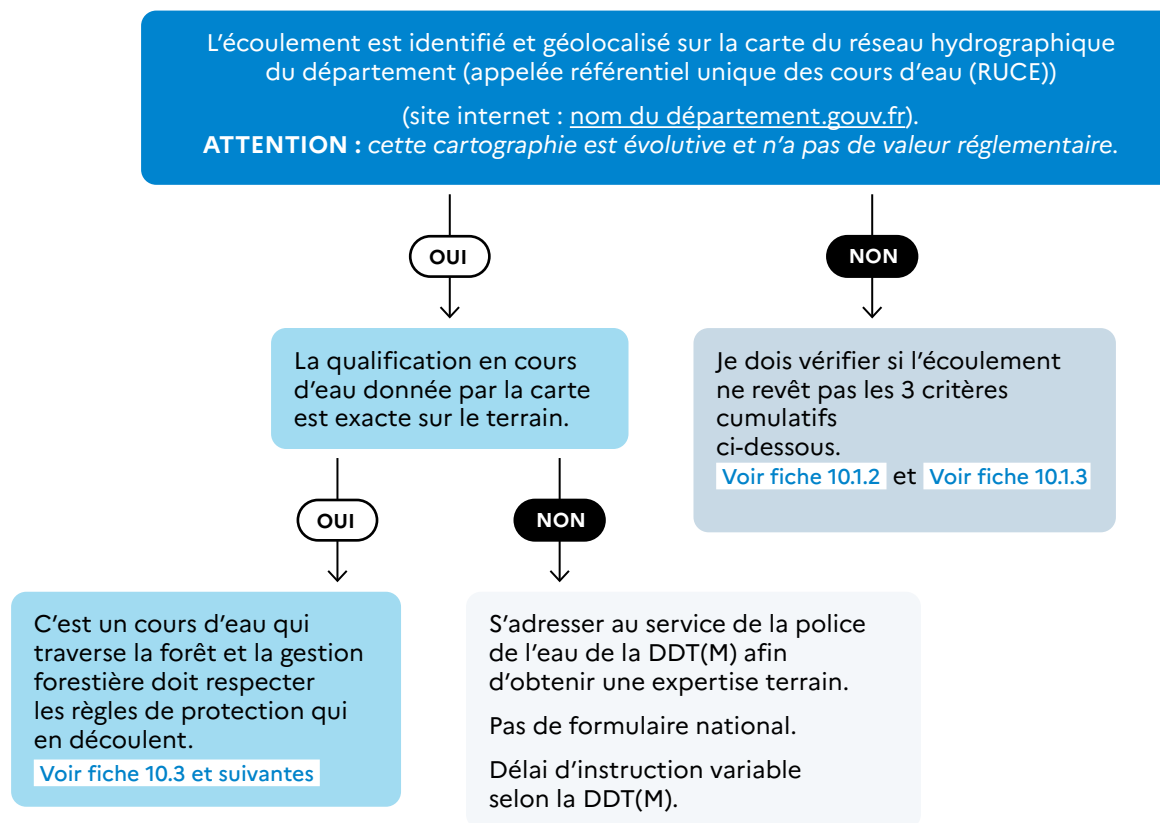 L'écoulement est identifié et géolocalisé sur la carte du réseau hydrographique
du département (appelée référentiel unique des cours d'eau (RUCE))
(site internet : nom du département.gouv.fr).
ATTENTION : cette cartographie est évolutive et n'a pas de valeur réglementaire.
OUI
NON
La qualification en cours
d'eau donnée par la carte
est exacte sur le terrain.
Je dois vérifier si l'écoulement
ne revêt pas les 3 critères
cumulatifs
ci-dessous.
Voir fiche 10.1.2 et Voir fiche 10.1.3
OUI
NON
C'est un cours d'eau qui
traverse la forêt et la gestion
forestière doit respecter
les règles de protection qui
en découlent.
Voir fiche 10.3 et suivantes
S'adresser au service de la police
de l'eau de la DDT(M) afin
d'obtenir une expertise terrain.
Pas de formulaire national.
Délai d'instruction variable
selon la DDT(M).